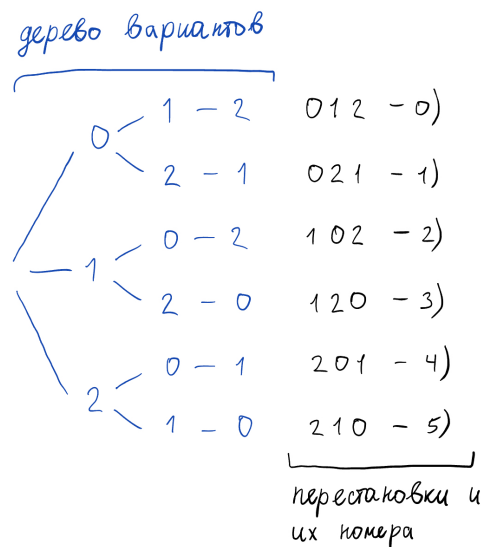 дерево вариантов
1 – 2 012 – 0)
0
2 – 1 021 – 1)
0 – 2 102 – 2)
1
2 – 0 120 – 3)
0 – 1 201 – 4)
2
1 – 0 210 – 5)
перестановки и
их номера